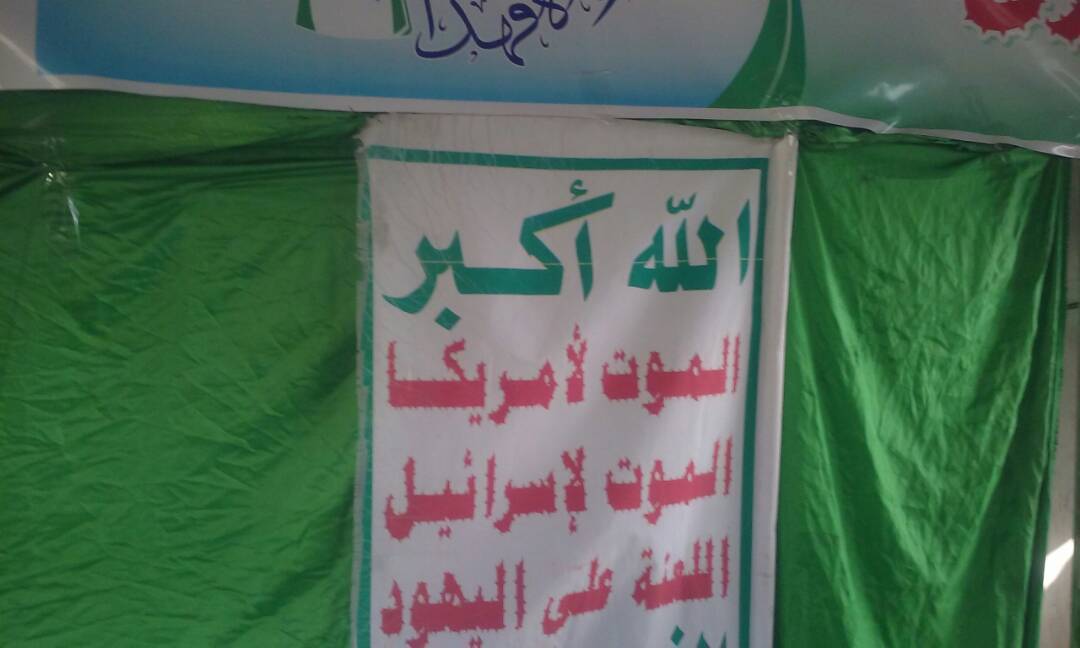 الله أكبر
الموت لأمريكا
الموت لإسرائيل
اللعنة على اليهود